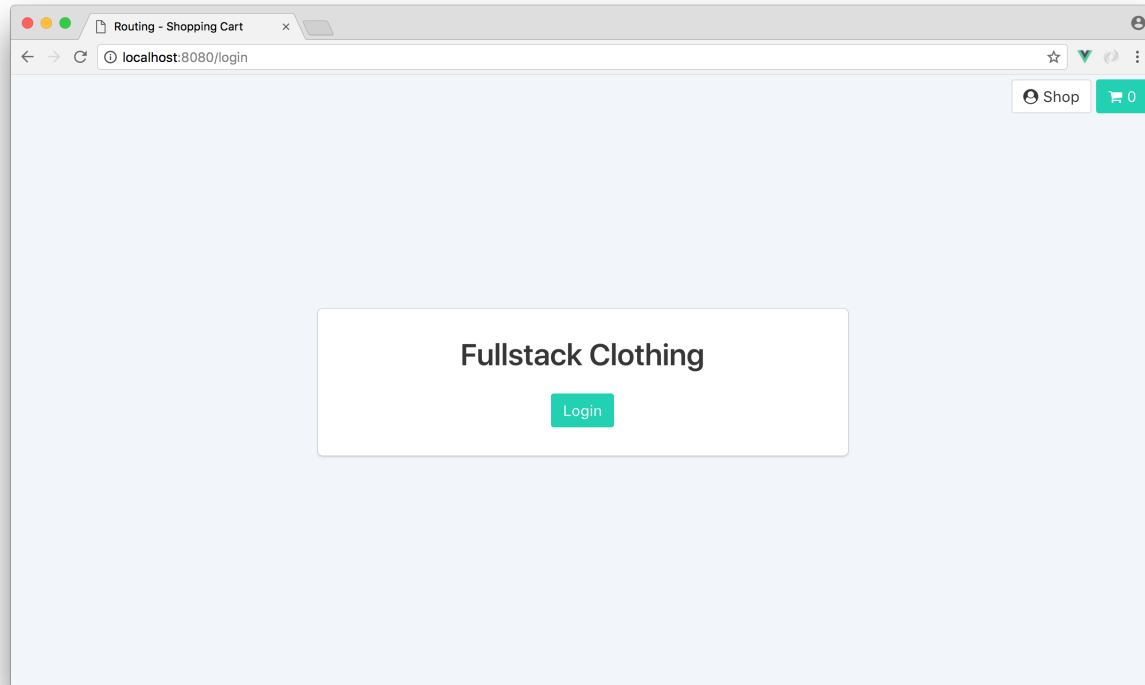 Routing - Shopping Cart
localhost:8080/login
Shop
0
Fullstack Clothing
Login